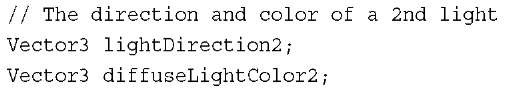 // The direction and color of a 2nd light
Vector3 lightDirection2;
Vector3 diffuseLightColor2;